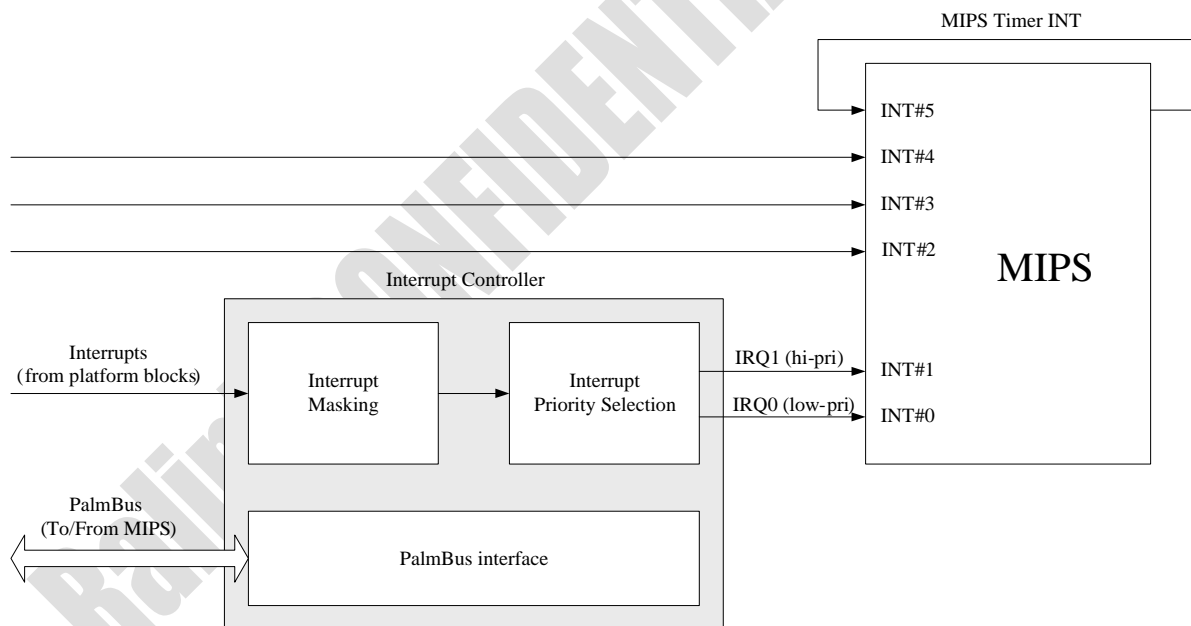 MIPS Timer INT
INT#5
INT#4
INT#3
INT#2
MIPS
Interrupt Controller
Interrupts
(from platform blocks)
Interrupt
Masking
Interrupt
Priority Selection
IRQ1 (hi-pri)
INT#1
IRQ0 (low-pri)
INT#0
PalmBus
(To/From MIPS)
PalmBus interface